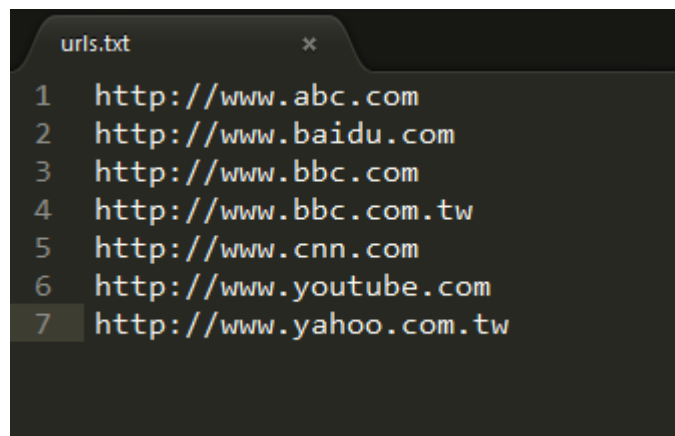 urls.txt ×
1 http://www.abc.com
2 http://www.baidu.com
3 http://www.bbc.com
4 http://www.bbc.com.tw
5 http://www.cnn.com
6 http://www.youtube.com
7 http://www.yahoo.com.tw